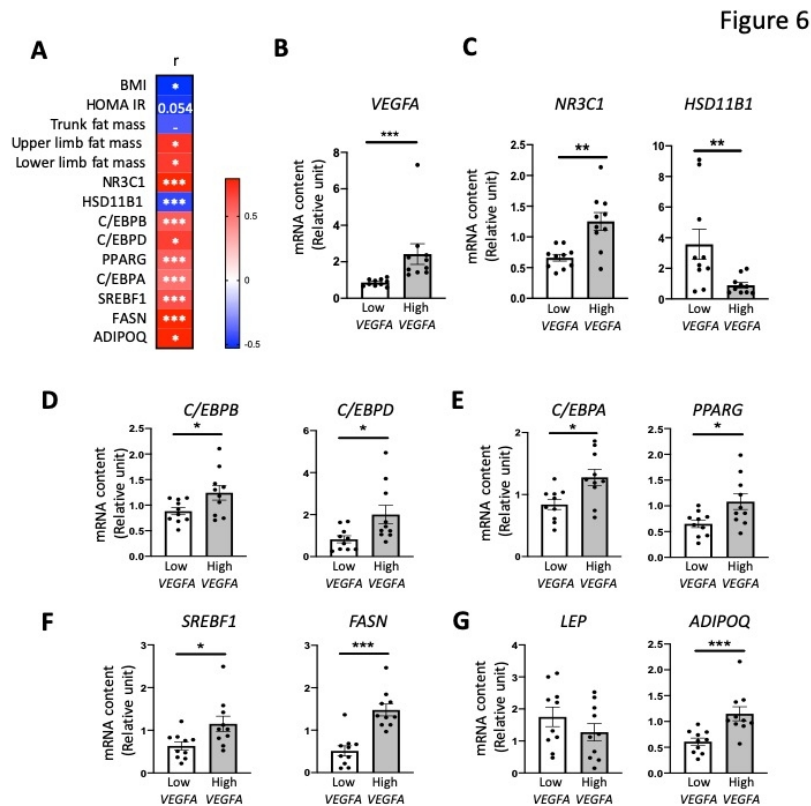 Figure 6
A
r
BMI *
HOMA IR 0.054
Trunk fat mass -
Upper limb fat mass *
Lower limb fat mass *
NR3C1 ***
HSD11B1 ***
C/EBPB ***
C/EBPD *
PPARG ***
C/EBPA ***
SREBF1 ***
FASN ***
ADIPOQ *
0.5
0
-0.5
B
VEGFA
***
mRNA content
(Relative unit)
8
6
4
2
0
Low High
VEGFA VEGFA
C
NR3C1
**
mRNA content
(Relative unit)
2.5
2.0
1.5
1.0
0.5
0.0
Low High
VEGFA VEGFA
HSD11B1
**
10
8
6
4
2
0
Low High
VEGFA VEGFA
D
C/EBPB
*
mRNA content
(Relative unit)
2.5
2.0
1.5
1.0
0.5
0.0
Low High
VEGFA VEGFA
C/EBPD
*
6
4
2
0
Low High
VEGFA VEGFA
E
C/EBPA
*
mRNA content
(Relative unit)
2
1
0
Low High
VEGFA VEGFA
PPARG
*
2.5
2.0
1.5
1.0
0.5
0.0
Low High
VEGFA VEGFA
F
SREBF1
*
mRNA content
(Relative unit)
3
2
1
0
Low High
VEGFA VEGFA
FASN
***
3
2
1
0
Low High
VEGFA VEGFA
G
LEP
mRNA content
(Relative unit)
4
3
2
1
0
Low High
VEGFA VEGFA
ADIPOQ
***
2.5
2.0
1.5
1.0
0.5
0.0
Low High
VEGFA VEGFA